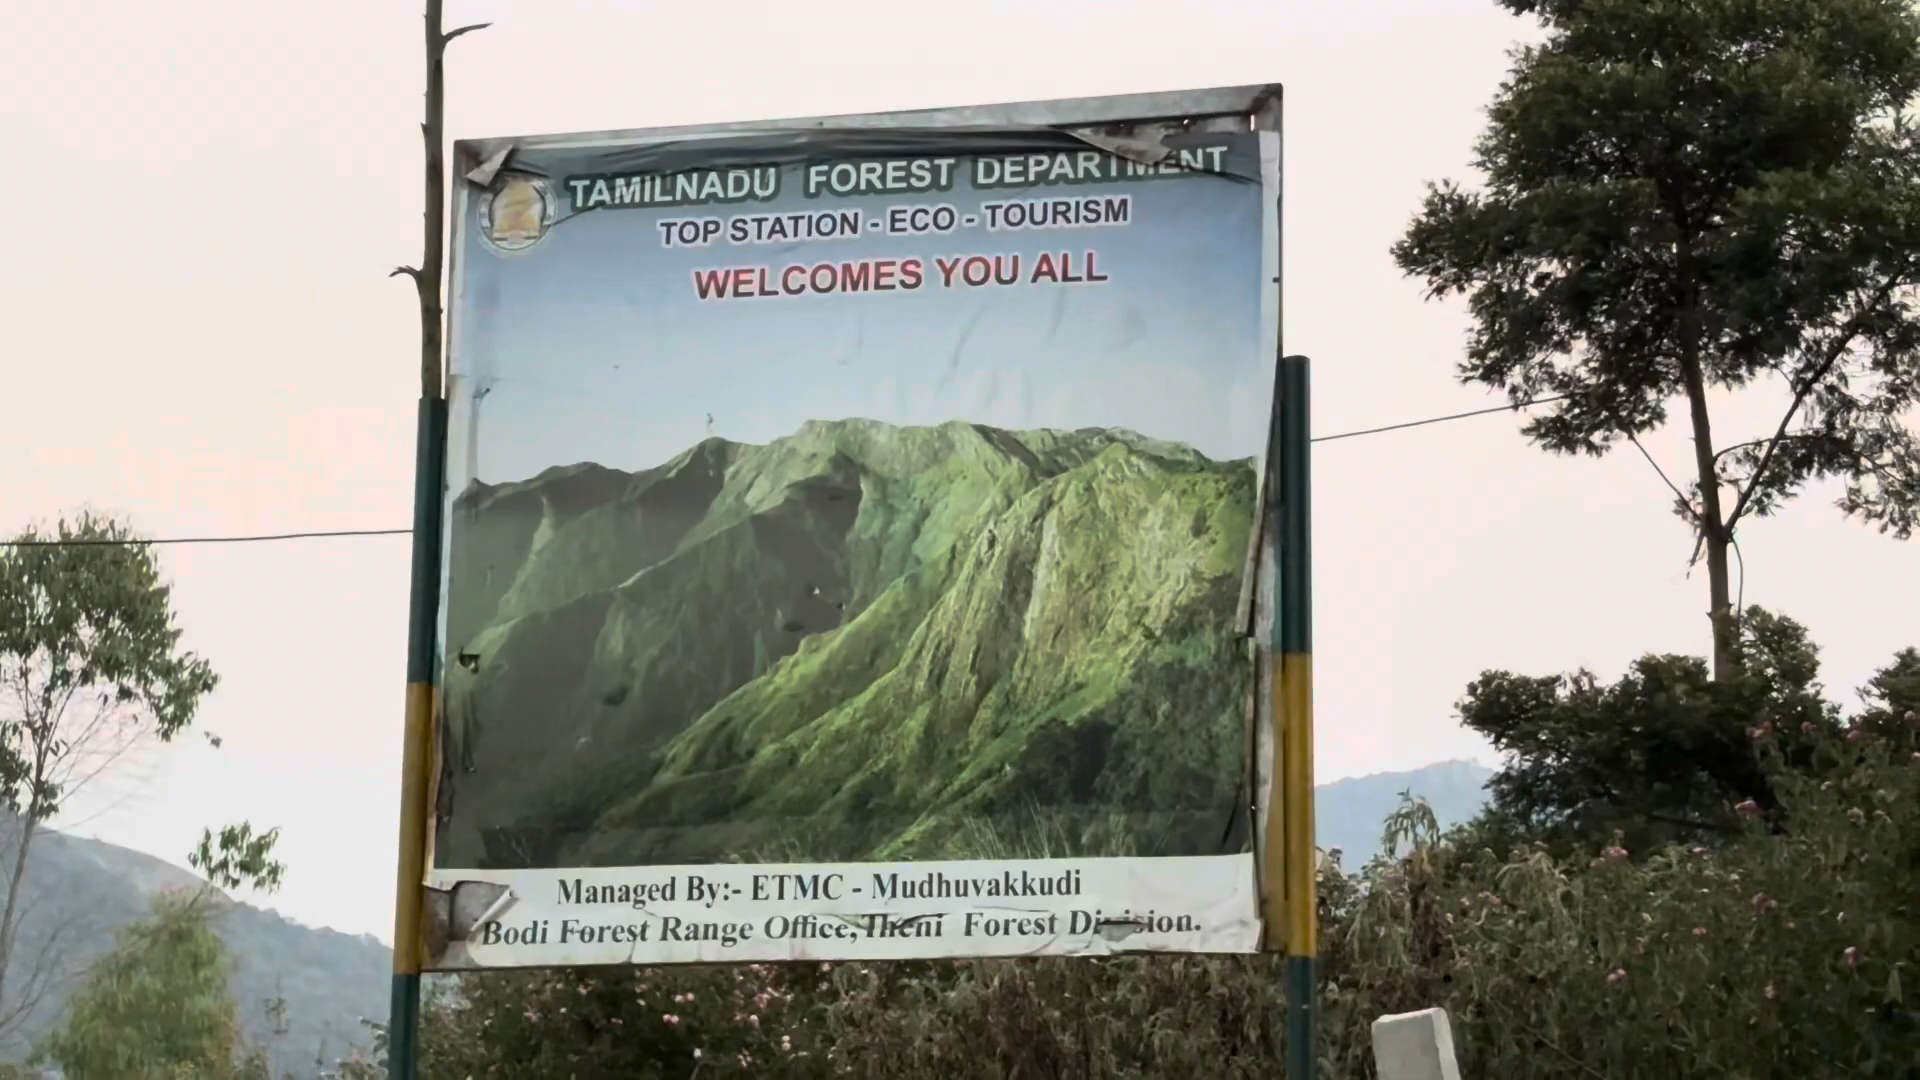 TAMILNADU FOREST DEPARTMENT
TOP STATION - ECO - TOURISM
WELCOMES YOU ALL
Managed By:- ETMC - Mudhuvakkudi
Bodi Forest Range Office, Theni Forest Division.